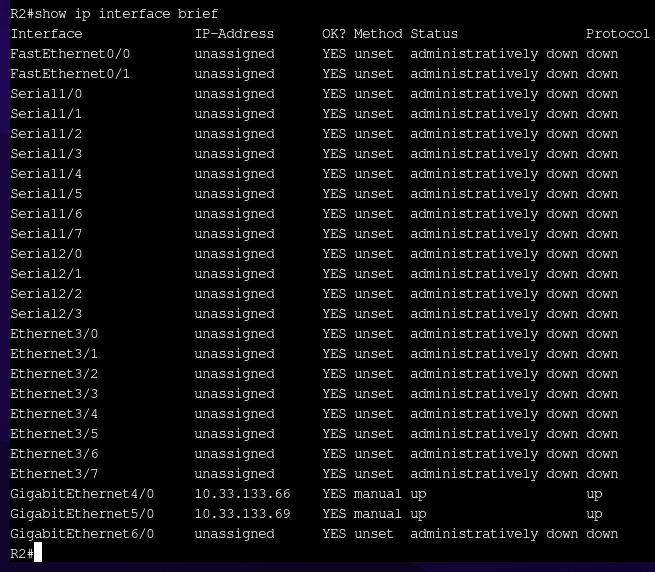 R2#show ip interface brief
Interface IP-Address OK? Method Status Protocol
FastEthernet0/0 unassigned YES unset administratively down down
FastEthernet0/1 unassigned YES unset administratively down down
Serial1/0 unassigned YES unset administratively down down
Serial1/1 unassigned YES unset administratively down down
Serial1/2 unassigned YES unset administratively down down
Serial1/3 unassigned YES unset administratively down down
Serial1/4 unassigned YES unset administratively down down
Serial1/5 unassigned YES unset administratively down down
Serial1/6 unassigned YES unset administratively down down
Serial1/7 unassigned YES unset administratively down down
Serial2/0 unassigned YES unset administratively down down
Serial2/1 unassigned YES unset administratively down down
Serial2/2 unassigned YES unset administratively down down
Serial2/3 unassigned YES unset administratively down down
Ethernet3/0 unassigned YES unset administratively down down
Ethernet3/1 unassigned YES unset administratively down down
Ethernet3/2 unassigned YES unset administratively down down
Ethernet3/3 unassigned YES unset administratively down down
Ethernet3/4 unassigned YES unset administratively down down
Ethernet3/5 unassigned YES unset administratively down down
Ethernet3/6 unassigned YES unset administratively down down
Ethernet3/7 unassigned YES unset administratively down down
GigabitEthernet4/0 10.33.133.66 YES manual up up
GigabitEthernet5/0 10.33.133.69 YES manual up up
GigabitEthernet6/0 unassigned YES unset administratively down down
R2#